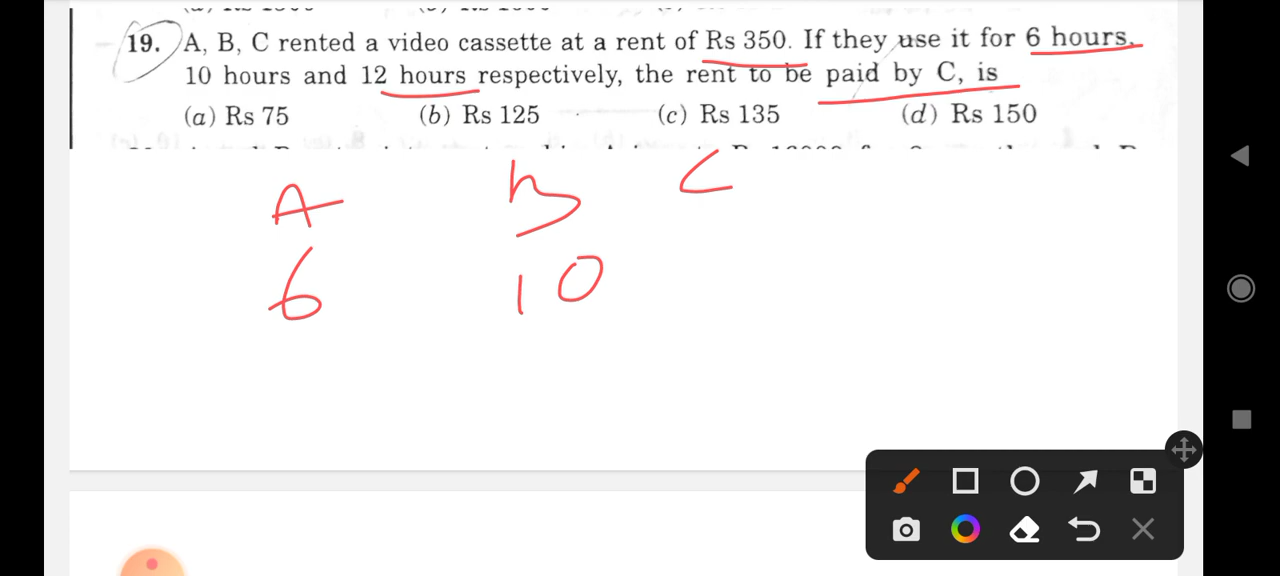 19. A, B, C rented a video cassette at a rent of Rs 350. If they use it for 6 hours,
10 hours and 12 hours respectively, the rent to be paid by C, is
(a) Rs 75 (b) Rs 125 (c) Rs 135 (d) Rs 150
A B C
6 10